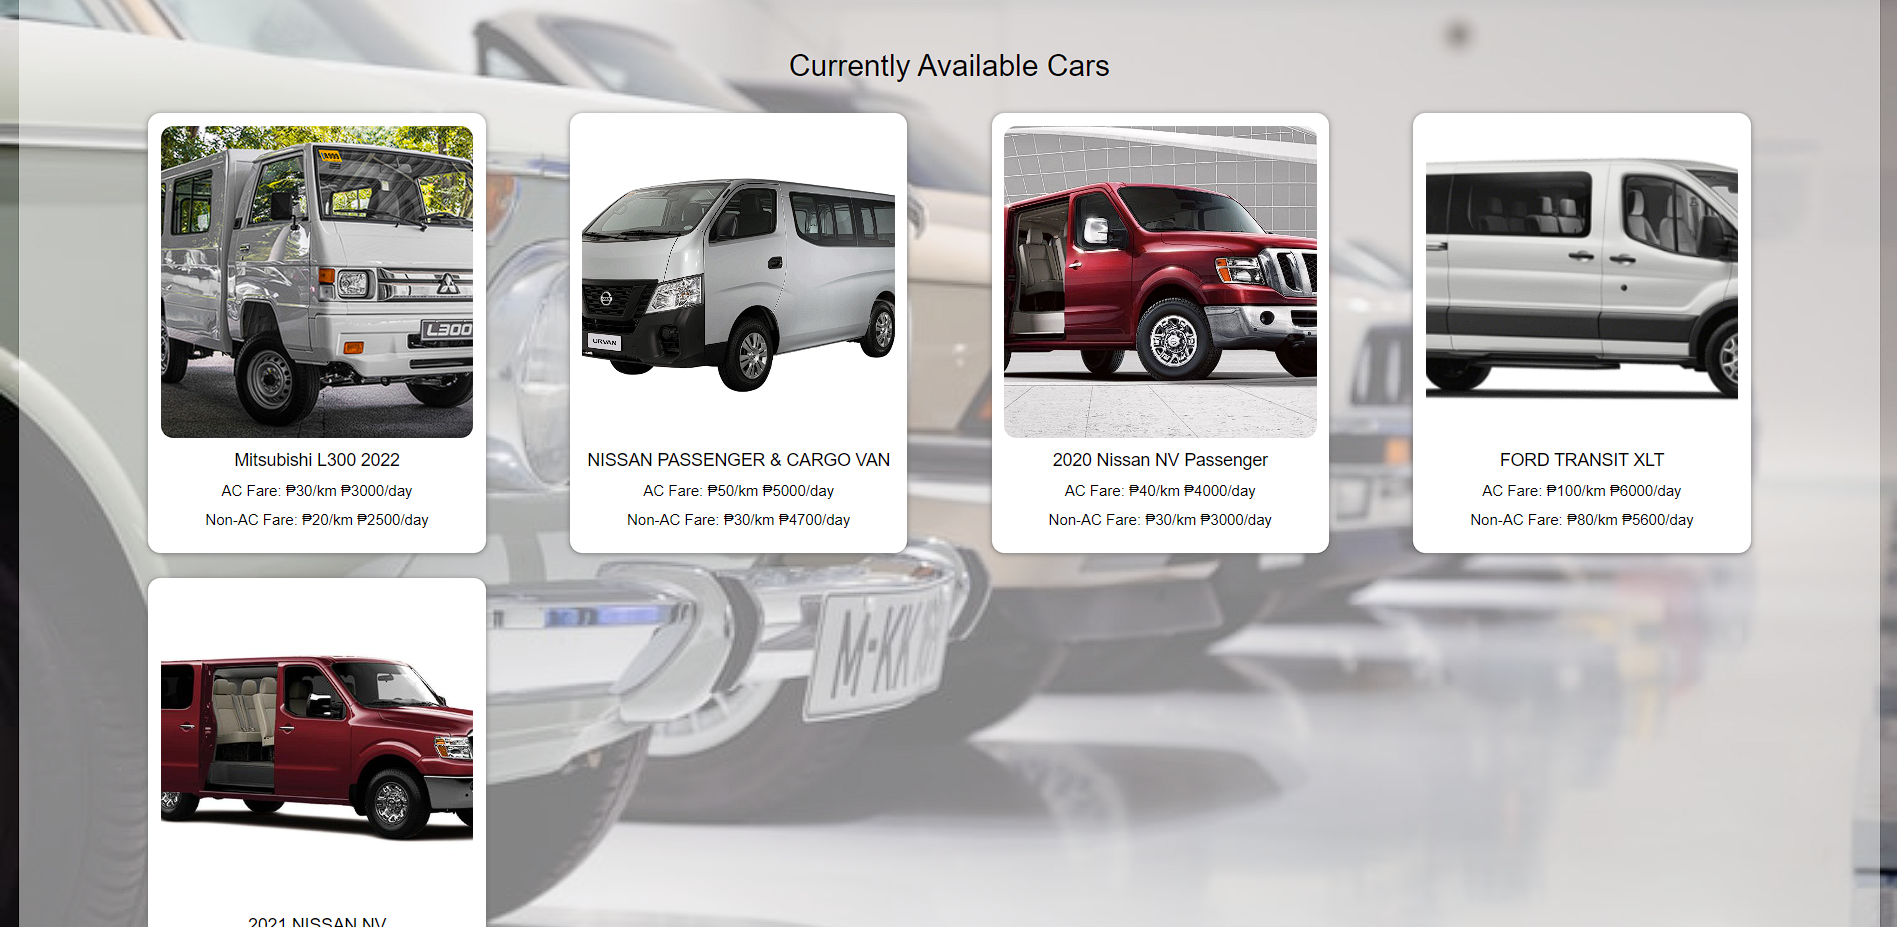 Currently Available Cars
L300
Mitsubishi L300 2022
AC Fare: ₱30/km ₱3000/day
Non-AC Fare: ₱20/km ₱2500/day
URVAN
NISSAN PASSENGER & CARGO VAN
AC Fare: ₱50/km ₱5000/day
Non-AC Fare: ₱30/km ₱4700/day
2020 Nissan NV Passenger
AC Fare: ₱40/km ₱4000/day
Non-AC Fare: ₱30/km ₱3000/day
FORD TRANSIT XLT
AC Fare: ₱100/km ₱6000/day
Non-AC Fare: ₱80/km ₱5600/day
2021 NISSAN NV